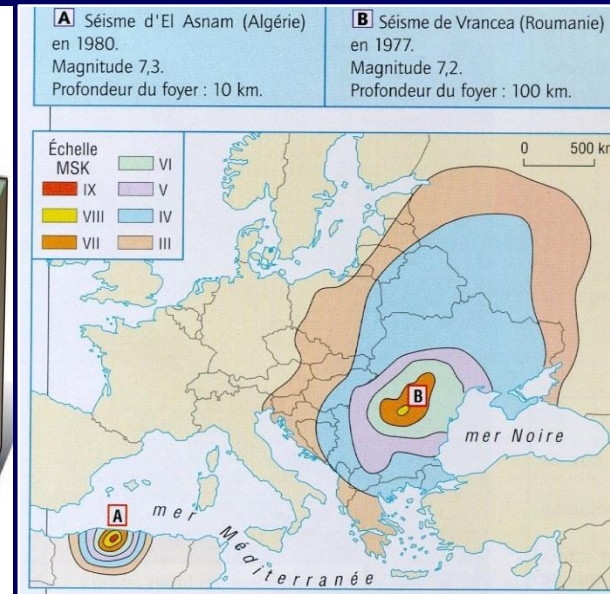 A Séisme d'El Asnam (Algérie)
en 1980.
Magnitude 7,3.
Profondeur du foyer : 10 km.
B Séisme de Vrancea (Roumanie)
en 1977.
Magnitude 7,2.
Profondeur du foyer : 100 km.
Échelle
MSK
IX
VIII
VII
VI
V
IV
III
0 500 km
B
mer Noire
A
mer
Méditerranée